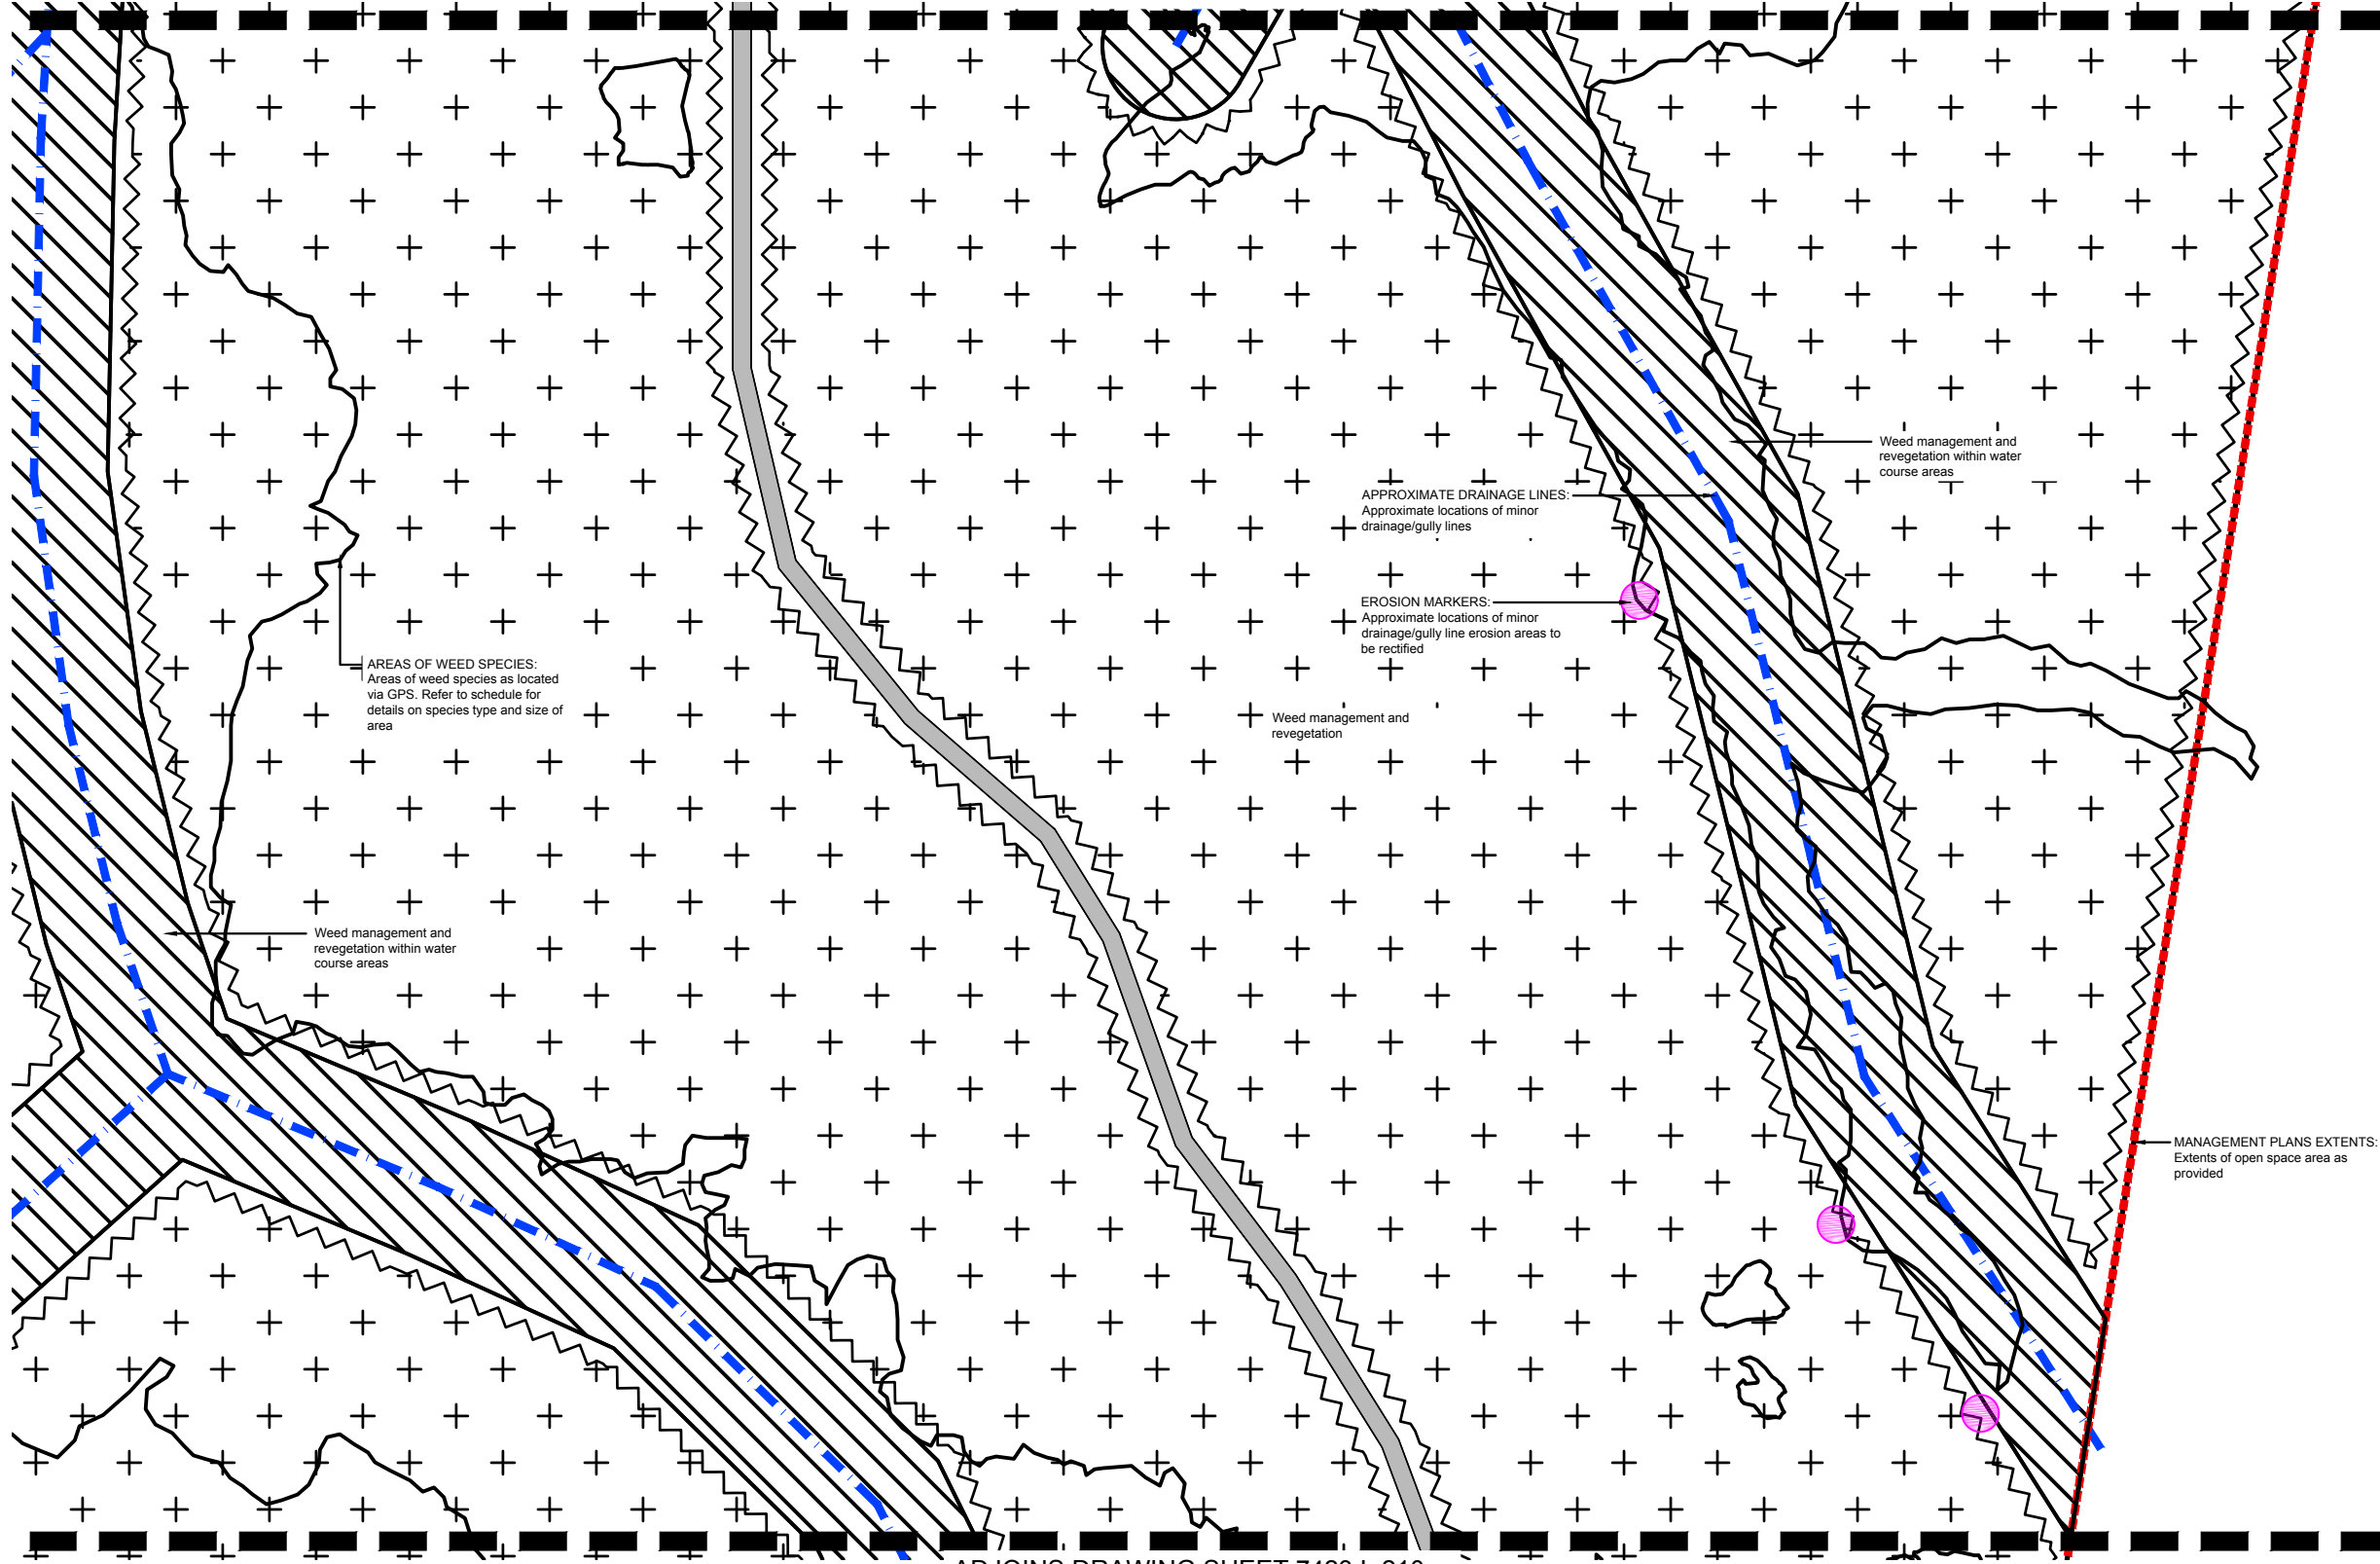 Weed management and
revegetation within water
course areas
APPROXIMATE DRAINAGE LINES:
Approximate locations of minor
drainage/gully lines
EROSION MARKERS:
Approximate locations of minor
drainage/gully line erosion areas to
be rectified
AREAS OF WEED SPECIES:
Areas of weed species as located
via GPS. Refer to schedule for
details on species type and size of
area
Weed management and
revegetation
Weed management and
revegetation within water
course areas
MANAGEMENT PLANS EXTENTS:
Extents of open space area as
provided
ADJOINS DRAWING SHEET